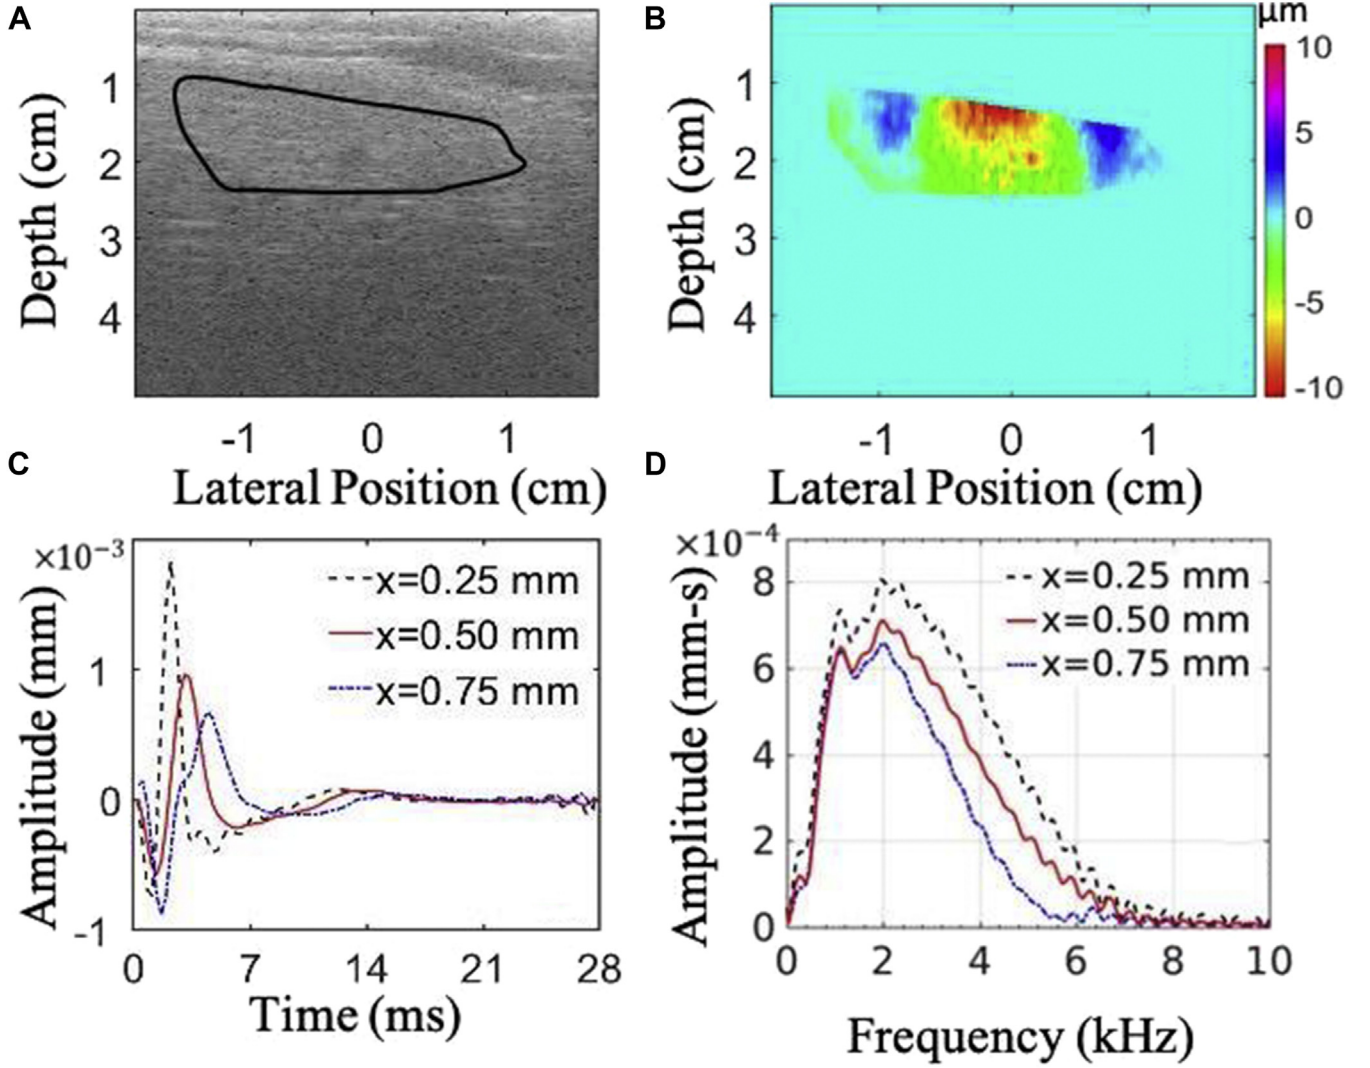 A
1
2
3
4
Depth (cm)
-1 0 1
Lateral Position (cm)
B
1
2
3
4
Depth (cm)
-1 0 1
Lateral Position (cm)
μm
10
5
0
-5
-10
C
×10-3
1
0
-1
Amplitude (mm)
x=0.25 mm
x=0.50 mm
x=0.75 mm
0 7 14 21 28
Time (ms)
D
×10-4
8
6
4
2
0
Amplitude (mm-s)
x=0.25 mm
x=0.50 mm
x=0.75 mm
0 2 4 6 8 10
Frequency (kHz)